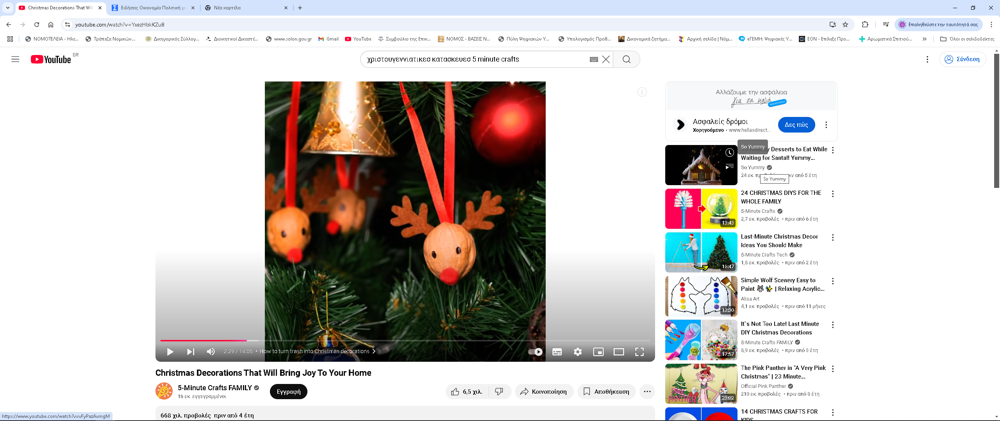 Christmas Decorations That Will
Ειδήσεις Οικονομία Πολιτική γι
Νέα καρτέλα
youtube.com/watch?v=YxezHbkKZu8
Επαληθεύστε την ταυτότητά σας
ΝΟΜΟΤΕΛΕΙΑ - Ηλε...
Τράπεζα Νομικών...
Δικηγορικός Σύλλογ...
Διοικητικοί Δικαστέ...
www.solon.gov.gr
Gmail
YouTube
Συμβούλιο της Επικ...
ΝΟΜΟΣ - ΒΑΣΕΙΣ Ν...
Πύλη Ψηφιακών Υ...
Υπολογισμός Προθ...
Δικονομικά ζητήμα...
Αρχική σελίδα | Νόμ...
eΓΕΜΗ: Ψηφιακές Υ...
ΕΟΝ - Επίλεξε Προ...
Αρωματικά Σπιτιού...
Όλοι οι σελιδοδείκτες
YouTube GR
χριστουγεννιατικεσ κατασκευεσ 5 minute crafts
Σύνδεση
Αλλάζουμε την ασφάλεια
για τα καλά
Ασφαλείς δρόμοι
Χορηγούμενο · www.hellasdirect...
Δες πώς
So Yummy
Desserts to Eat While
Waiting for Santa!! Yummy...
So Yummy
24 εκ. πρ
ιν από 5 έτη
So Yummy
24 CHRISTMAS DIYS FOR THE
WHOLE FAMILY
5-Minute Crafts
2,7 εκ. προβολές • πριν από 6 έτη
13:43
Last-Minute Christmas Decor
Ideas You Should Make
5-Minute Crafts Tech
1,8 εκ. προβολές • πριν από 2 έτη
16:47
Simple Wolf Scenery Easy to
Paint 🐺 ✨ | Relaxing Acrylic...
Alisa Art
4,1 εκ. προβολές • πριν από 11 μήνες
13:30
It`s Not Too Late! Last Minute
DIY Christmas Decorations
5-Minute Crafts FAMILY
8,9 εκ. προβολές • πριν από 3 έτη
17:57
The Pink Panther in "A Very Pink
Christmas" | 23 Minute...
Official Pink Panther
210 εκ. προβολές • πριν από 8 έτη
PINK
PANTHER
23:02
14 CHRISTMAS CRAFTS FOR
KIDS
2:29 / 14:06 • How to turn trash into Christmas decorations
Christmas Decorations That Will Bring Joy To Your Home
5-Minute Crafts FAMILY
16 εκ. εγγεγραμμένοι
Εγγραφή
6,5 χιλ.
Κοινοποίηση
Αποθήκευση
668 χιλ. προβολές πριν από 4 έτη
https://www.youtube.com/watch?v=vFyPazAvmgM